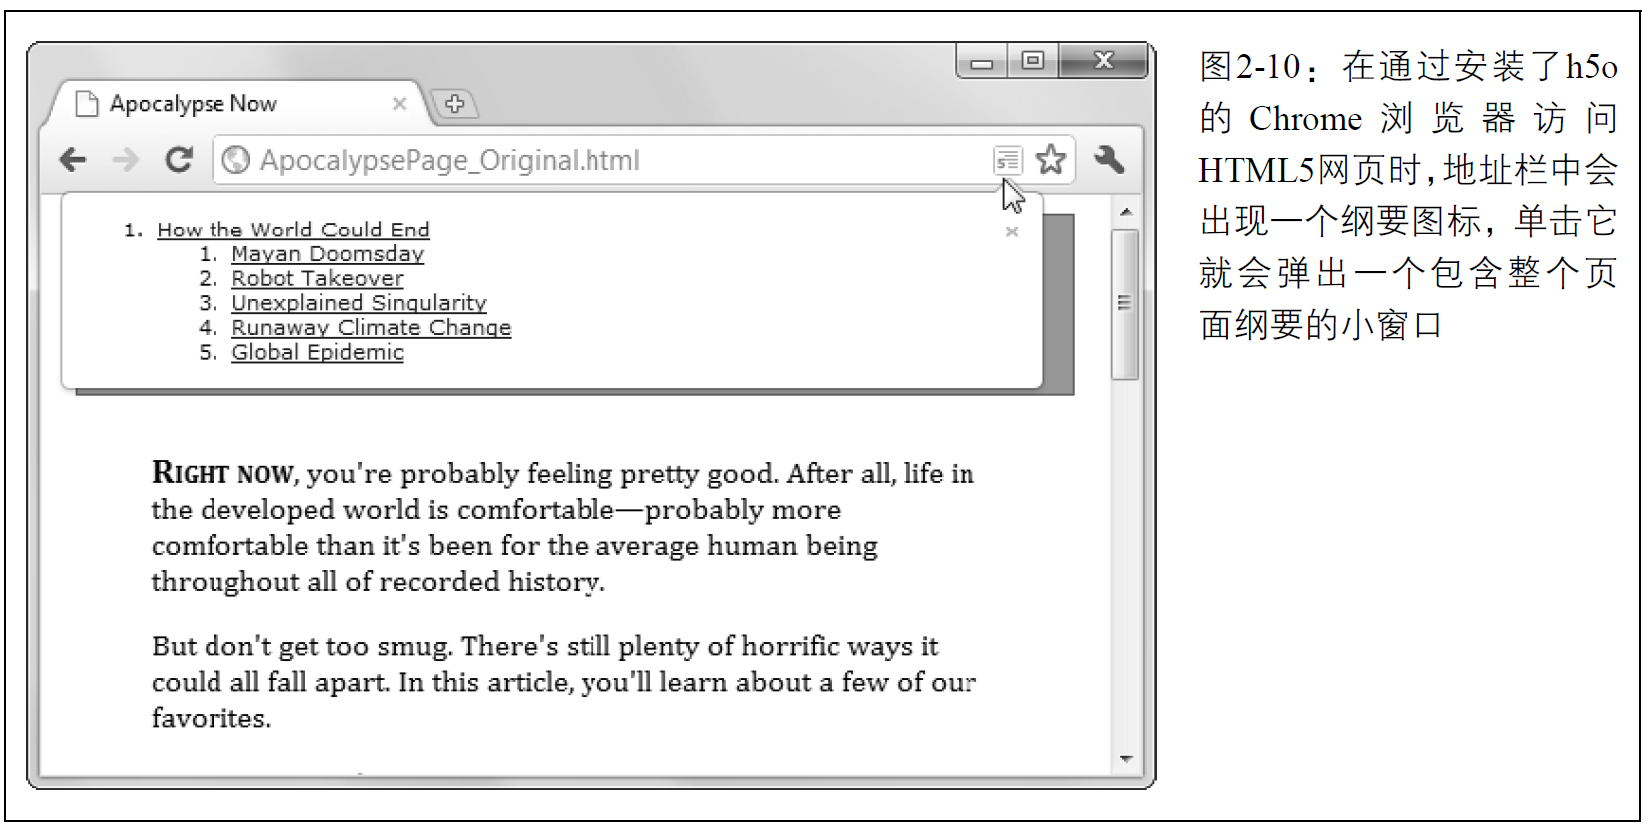 Apocalypse Now
ApocalypsePage_Original.html
1. How the World Could End
1. Mayan Doomsday
2. Robot Takeover
3. Unexplained Singularity
4. Runaway Climate Change
5. Global Epidemic
RIGHT NOW, you're probably feeling pretty good. After all, life in
the developed world is comfortable—probably more
comfortable than it's been for the average human being
throughout all of recorded history.
But don't get too smug. There's still plenty of horrific ways it
could all fall apart. In this article, you'll learn about a few of our
favorites.
图2-10：在通过安装了h5o
的 Chrome 浏览器访问
HTML5网页时,地址栏中会
出现一个纲要图标，单击它
就会弹出一个包含整个页
面纲要的小窗口